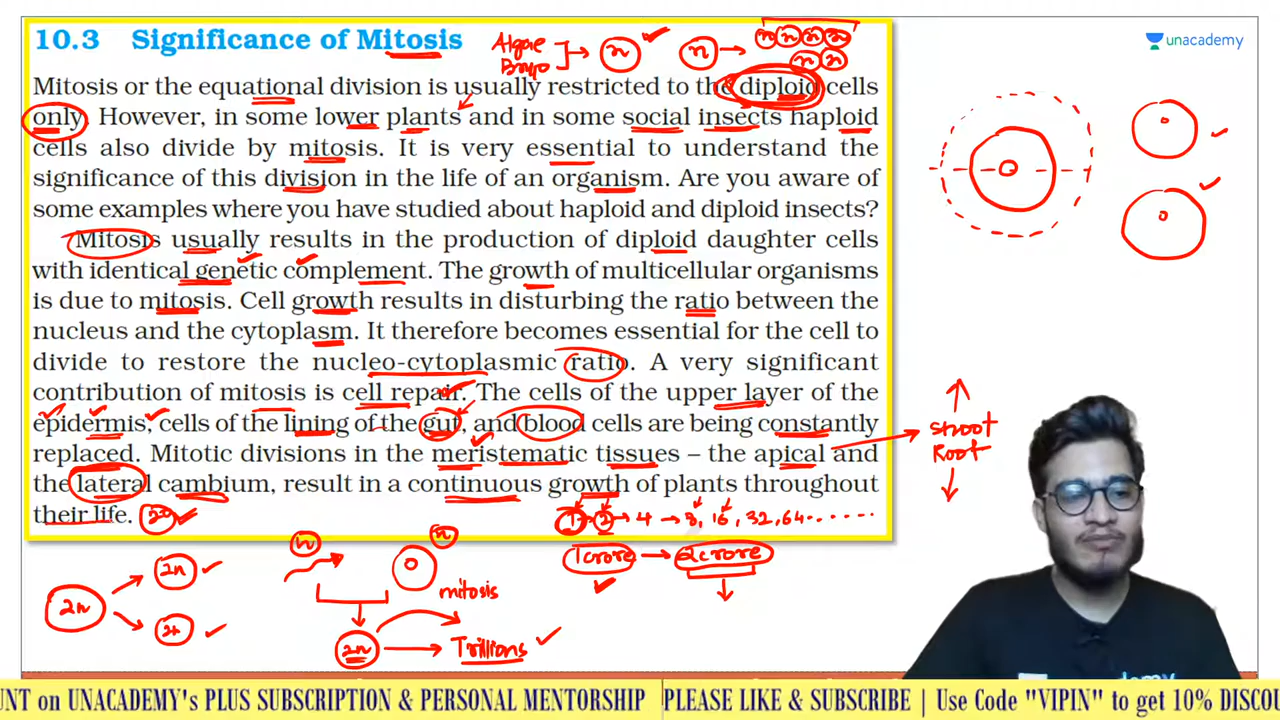 10.3 Significance of Mitosis
Algae
Bryo
n
n
n n n n
n n
unacademy
Mitosis or the equational division is usually restricted to the diploid cells
only. However, in some lower plants and in some social insects haploid
cells also divide by mitosis. It is very essential to understand the
significance of this division in the life of an organism. Are you aware of
some examples where you have studied about haploid and diploid insects?
Mitosis usually results in the production of diploid daughter cells
with identical genetic complement. The growth of multicellular organisms
is due to mitosis. Cell growth results in disturbing the ratio between the
nucleus and the cytoplasm. It therefore becomes essential for the cell to
divide to restore the nucleo-cytoplasmic ratio. A very significant
contribution of mitosis is cell repair. The cells of the upper layer of the
epidermis, cells of the lining of the gut, and blood cells are being constantly
replaced. Mitotic divisions in the meristematic tissues – the apical and
the lateral cambium, result in a continuous growth of plants throughout
their life.
Shoot
Root
2°
1 → 2 → 4 → 8, 16, 32, 64.......
1 crore → 2 crore
2n
2n
2n
n
n
mitosis
2n → Trillions
UNT on UNACADEMY's PLUS SUBSCRIPTION & PERSONAL MENTORSHIP
PLEASE LIKE & SUBSCRIBE | Use Code "VIPIN" to get 10% DISCOU